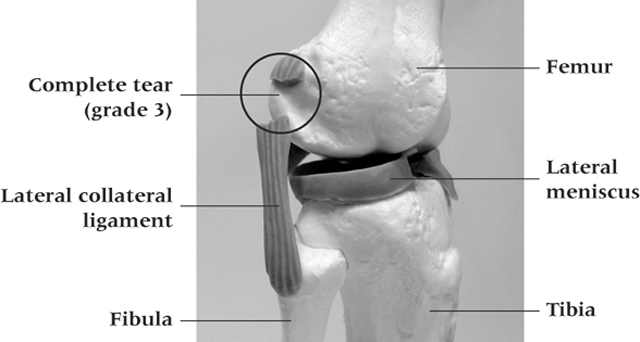 Complete tear
(grade 3)
Lateral collateral
ligament
Fibula
Femur
Lateral
meniscus
Tibia